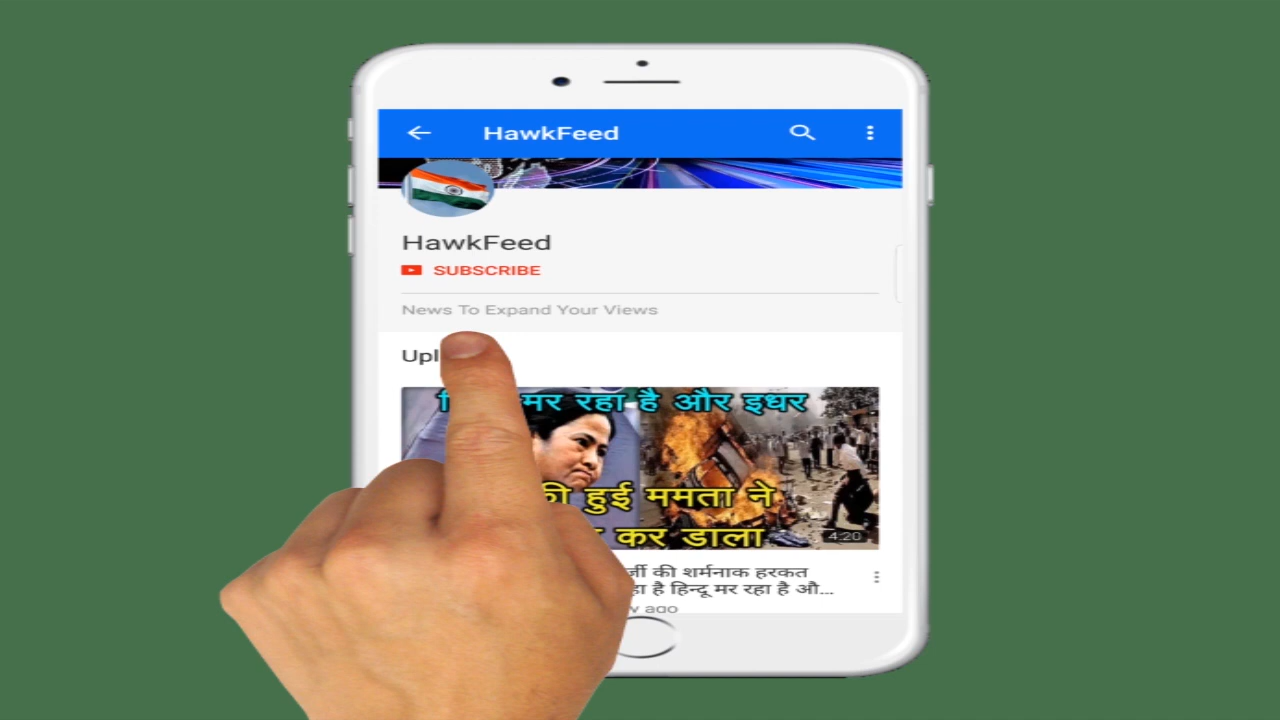 HawkFeed
HawkFeed
SUBSCRIBE
News To Expand Your Views
मर रहा है और इधर
हुई ममता ने
कर डाला
4:20
की शर्मनाक हरकत
है हिन्दू मर रहा है औ...
ago